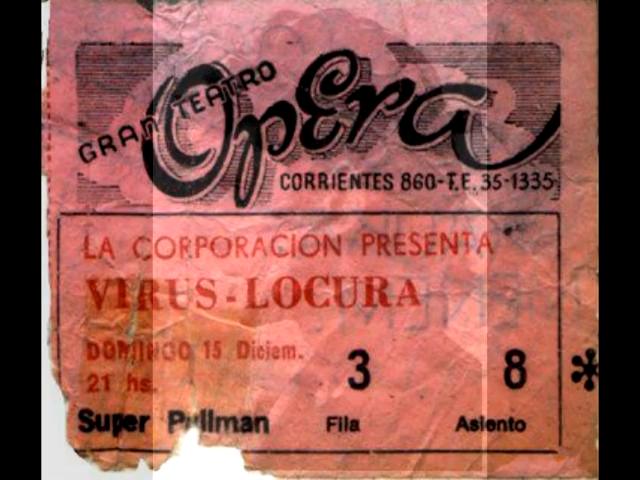 GRAN TEATRO
Opera
CORRIENTES 860-T.E. 35-1335
LA CORPORACION PRESENTA
VIRUS - LOCURA
DOMINGO 15 Diciem.
21 hs.
3 8 *
Super Pullman Fila Asiento